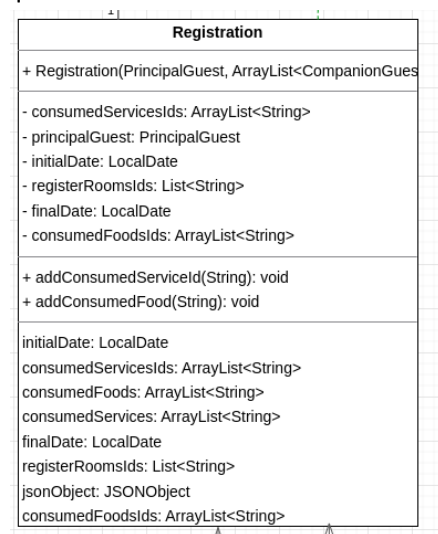 1
Registration
+ Registration(PrincipalGuest, ArrayList<CompanionGues
- consumedServicesIds: ArrayList<String>
- principalGuest: PrincipalGuest
- initialDate: LocalDate
- registerRoomsIds: List<String>
- finalDate: LocalDate
- consumedFoodsIds: ArrayList<String>
+ addConsumedServiceId(String): void
+ addConsumedFood(String): void
initialDate: LocalDate
consumedServicesIds: ArrayList<String>
consumedFoods: ArrayList<String>
consumedServices: ArrayList<String>
finalDate: LocalDate
registerRoomsIds: List<String>
jsonObject: JSONObject
consumedFoodsIds: ArrayList<String>